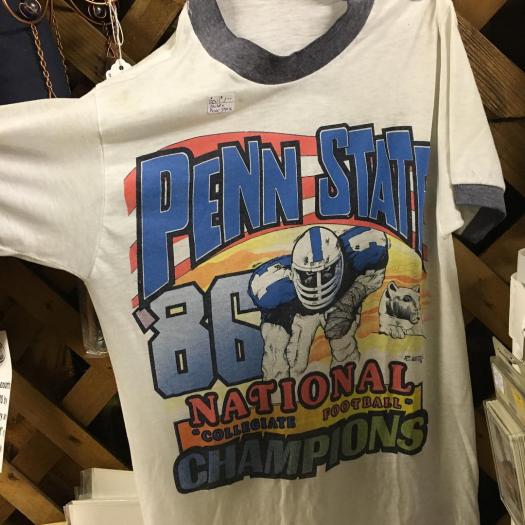 PENN STATE
'86
NATIONAL
"COLLEGIATE FOOTBALL"
CHAMPIONS